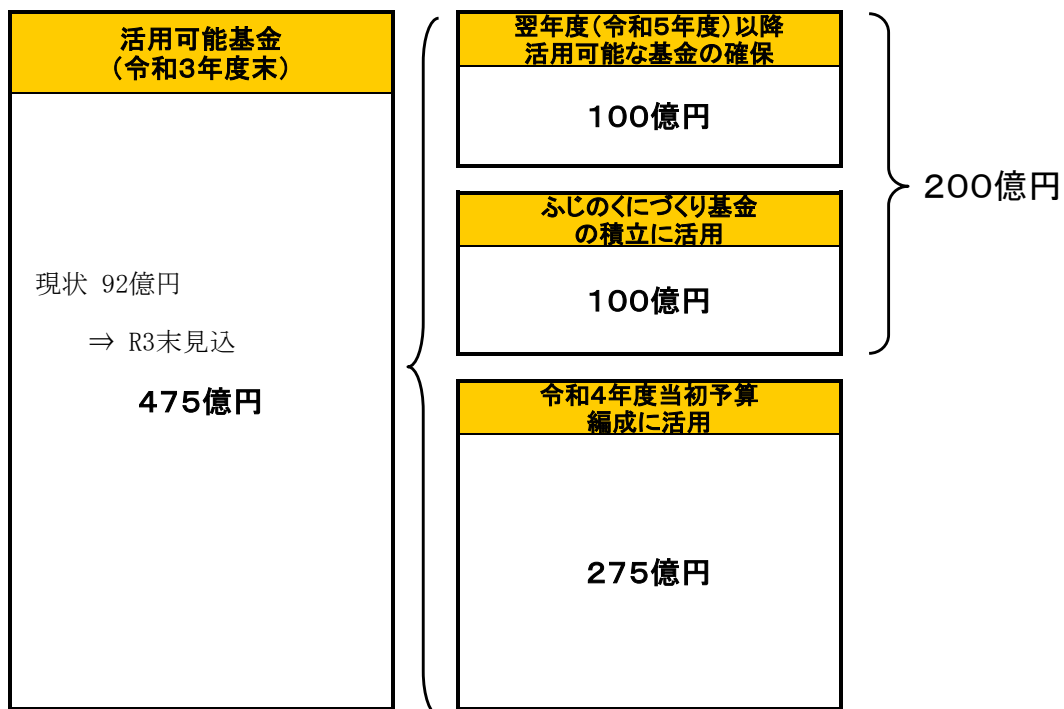 活用可能基金
（令和３年度末）
現状 92億円
⇒ R3末見込
４７５億円
翌年度（令和５年度）以降
活用可能な基金の確保
１００億円
ふじのくにづくり基金
の積立に活用
１００億円
２００億円
令和４年度当初予算
編成に活用
２７５億円